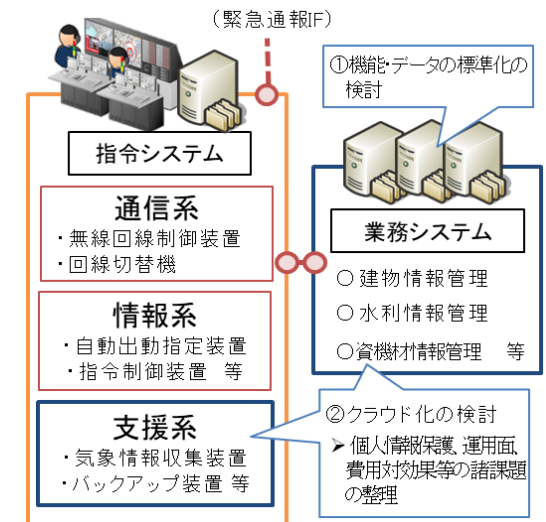 （緊急通報IF）
指令システム
通信系
・無線回線制御装置
・回線切替機
情報系
・自動出動指定装置
・指令制御装置 等
支援系
・気象情報収集装置
・バックアップ装置 等
①機能・データの標準化の
検討
業務システム
○建物情報管理
○水利情報管理
○資機材情報管理 等
②クラウド化の検討
➢ 個人情報保護、運用面、
費用対効果等の諸課題
の整理